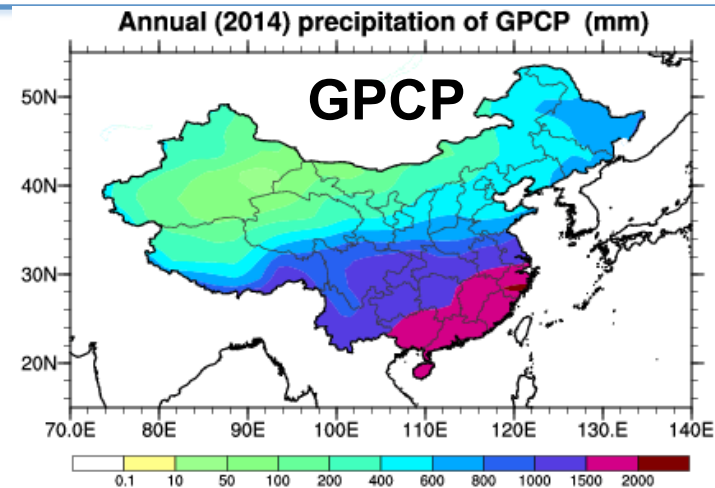 Annual (2014) precipitation of GPCP (mm)
GPCP
50N
40N
30N
20N
70.0E 80E 90E 100E 110E 120E 130.E 140E
0.1 10 50 100 200 400 600 800 1000 1500 2000